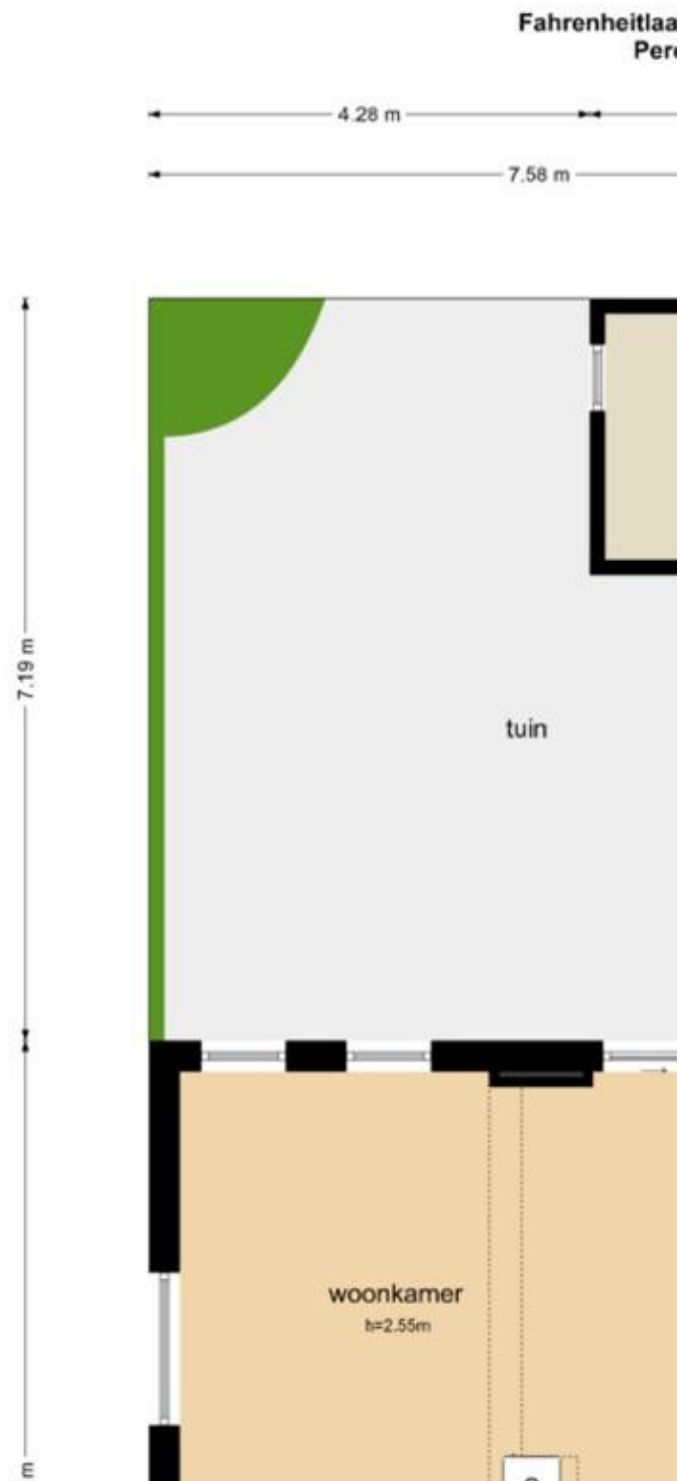 Fahrenheitlaa
Pere
4.28 m
7.58 m
7.19 m
tuin
woonkamer
h=2.55m
m